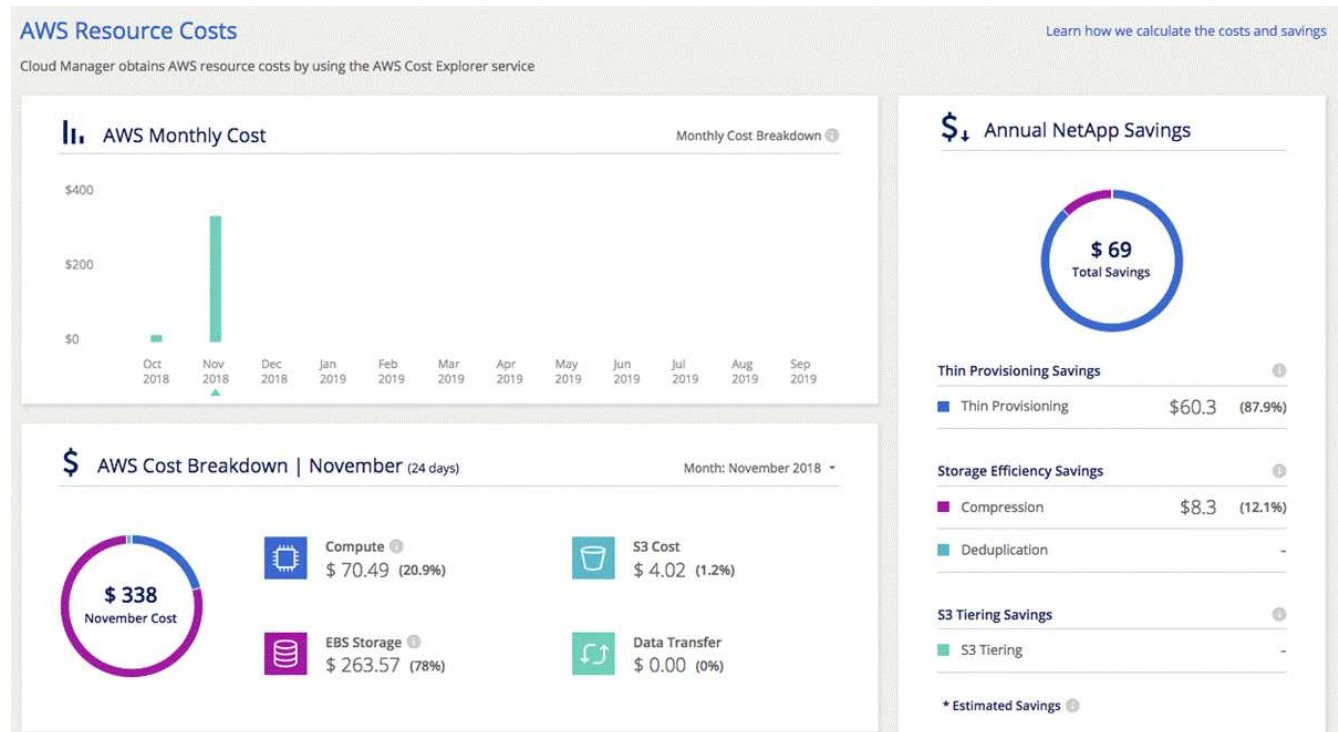 AWS Resource Costs
Learn how we calculate the costs and savings
Cloud Manager obtains AWS resource costs by using the AWS Cost Explorer service
AWS Monthly Cost
Monthly Cost Breakdown
$400
$200
$0
Oct Nov Dec Jan Feb Mar Apr May Jun Jul Aug Sep
2018 2018 2018 2019 2019 2019 2019 2019 2019 2019 2019 2019
AWS Cost Breakdown | November (24 days)
Month: November 2018
$ 338
November Cost
Compute
$ 70.49 (20.9%)
S3 Cost
$ 4.02 (1.2%)
EBS Storage
$ 263.57 (78%)
Data Transfer
$ 0.00 (0%)
Annual NetApp Savings
$ 69
Total Savings
Thin Provisioning Savings
Thin Provisioning $60.3 (87.9%)
Storage Efficiency Savings
Compression $8.3 (12.1%)
Deduplication -
S3 Tiering Savings
S3 Tiering -
* Estimated Savings